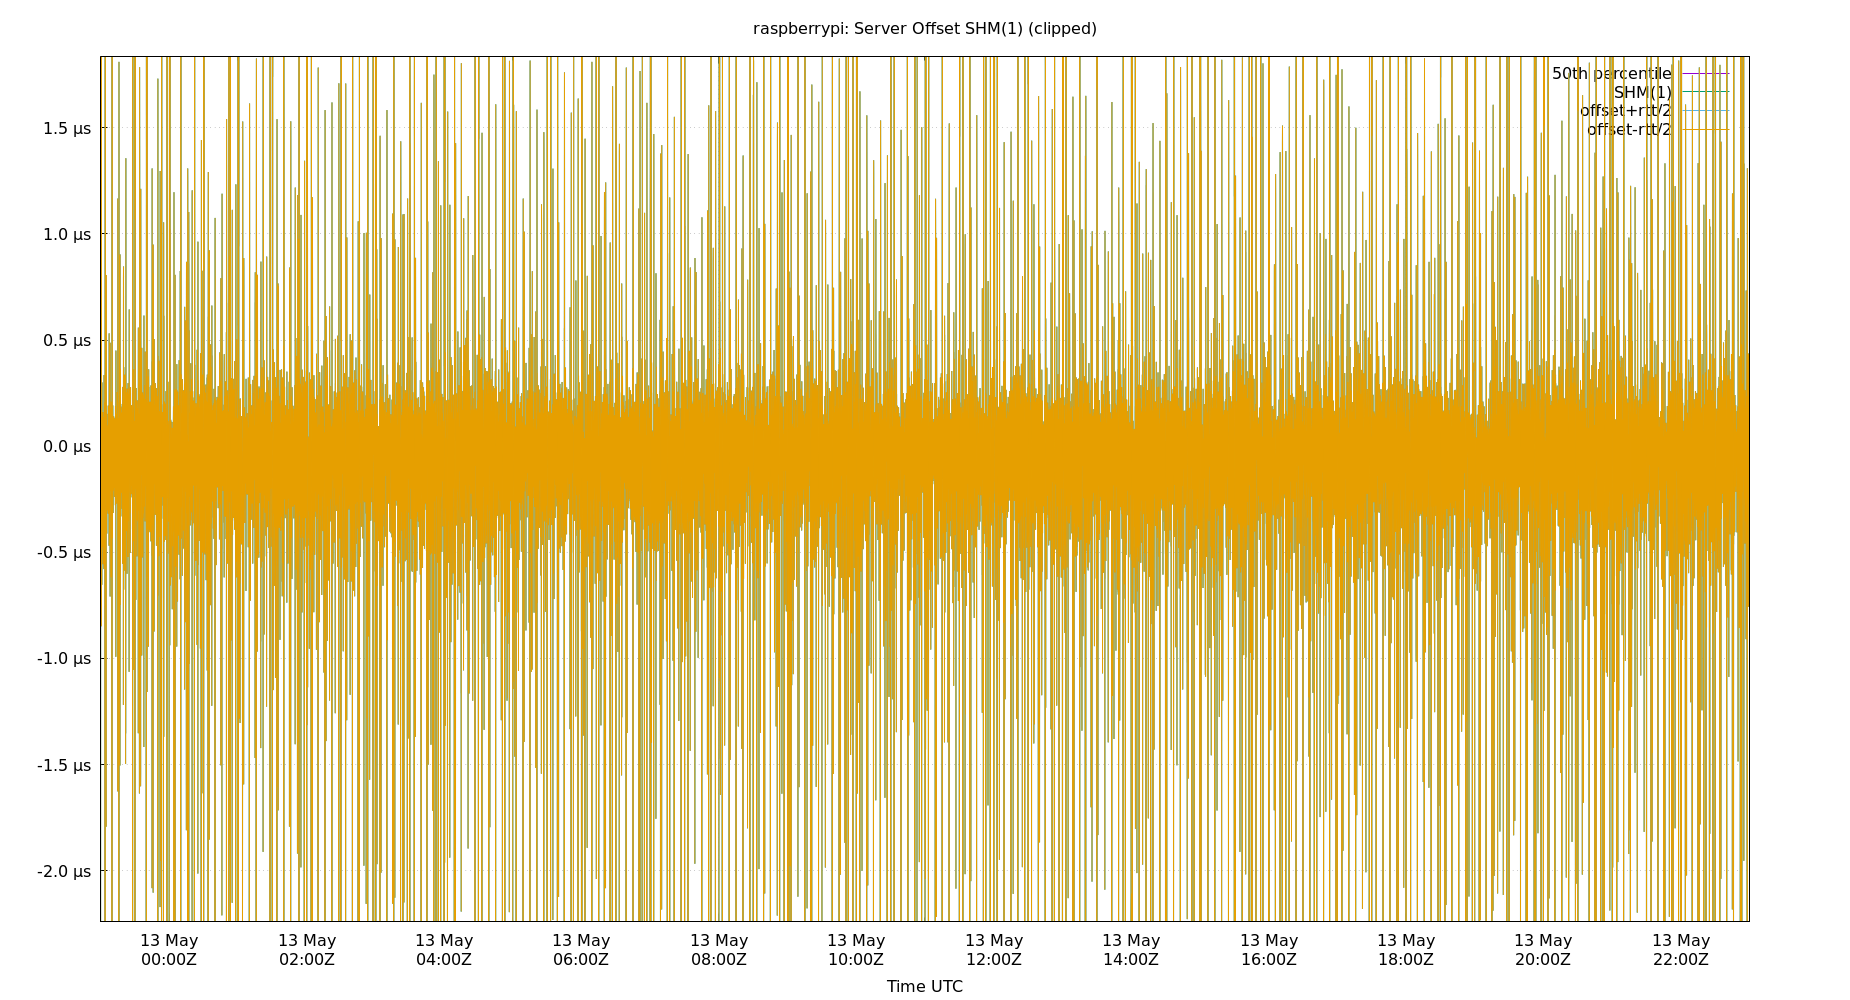 raspberrypi: Server Offset SHM(1) (clipped)
50th percentile
SHM(1)
offset+rtt/2
offset-rtt/2
1.5 µs
1.0 µs
0.5 µs
0.0 µs
-0.5 µs
-1.0 µs
-1.5 µs
-2.0 µs
13 May 13 May 13 May 13 May 13 May 13 May 13 May 13 May 13 May 13 May 13 May 13 May
00:00Z 02:00Z 04:00Z 06:00Z 08:00Z 10:00Z 12:00Z 14:00Z 16:00Z 18:00Z 20:00Z 22:00Z
Time UTC